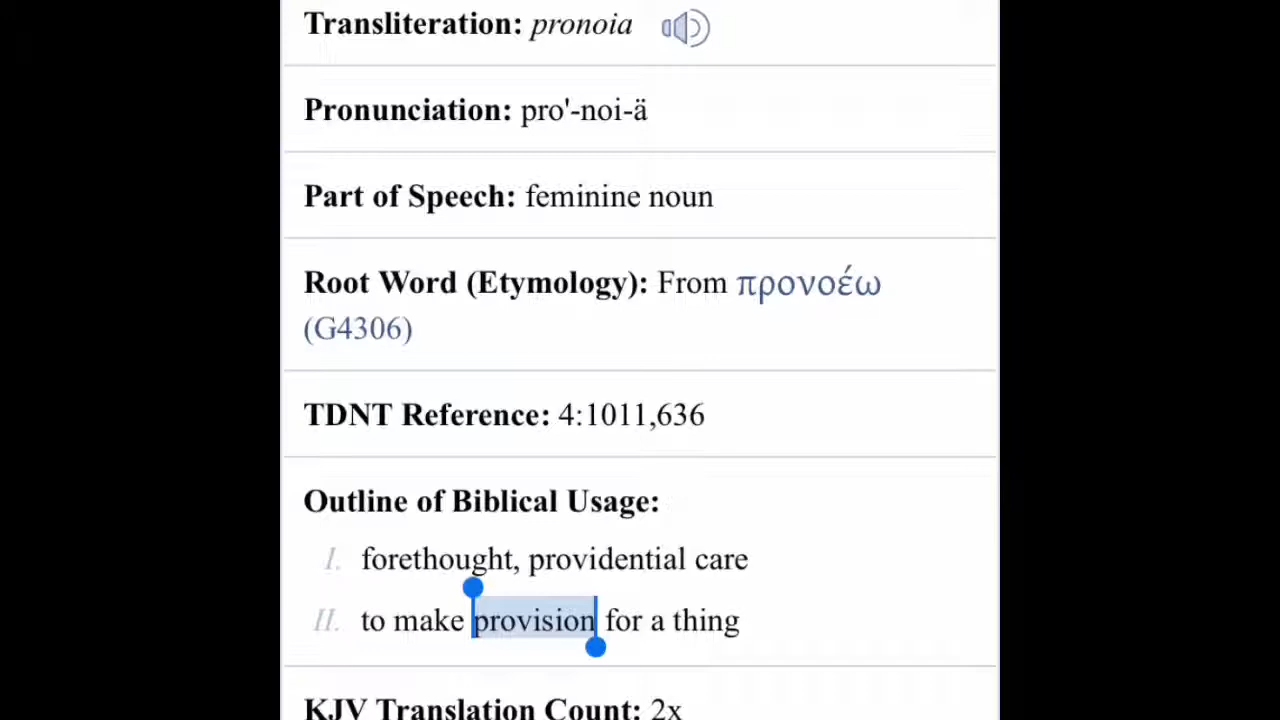 Transliteration: pronoia
Pronunciation: pro'-noi-ä
Part of Speech: feminine noun
Root Word (Etymology): From προνοέω
(G4306)
TDNT Reference: 4:1011,636
Outline of Biblical Usage:
I. forethought, providential care
II. to make provision for a thing
KJV Translation Count: 2x